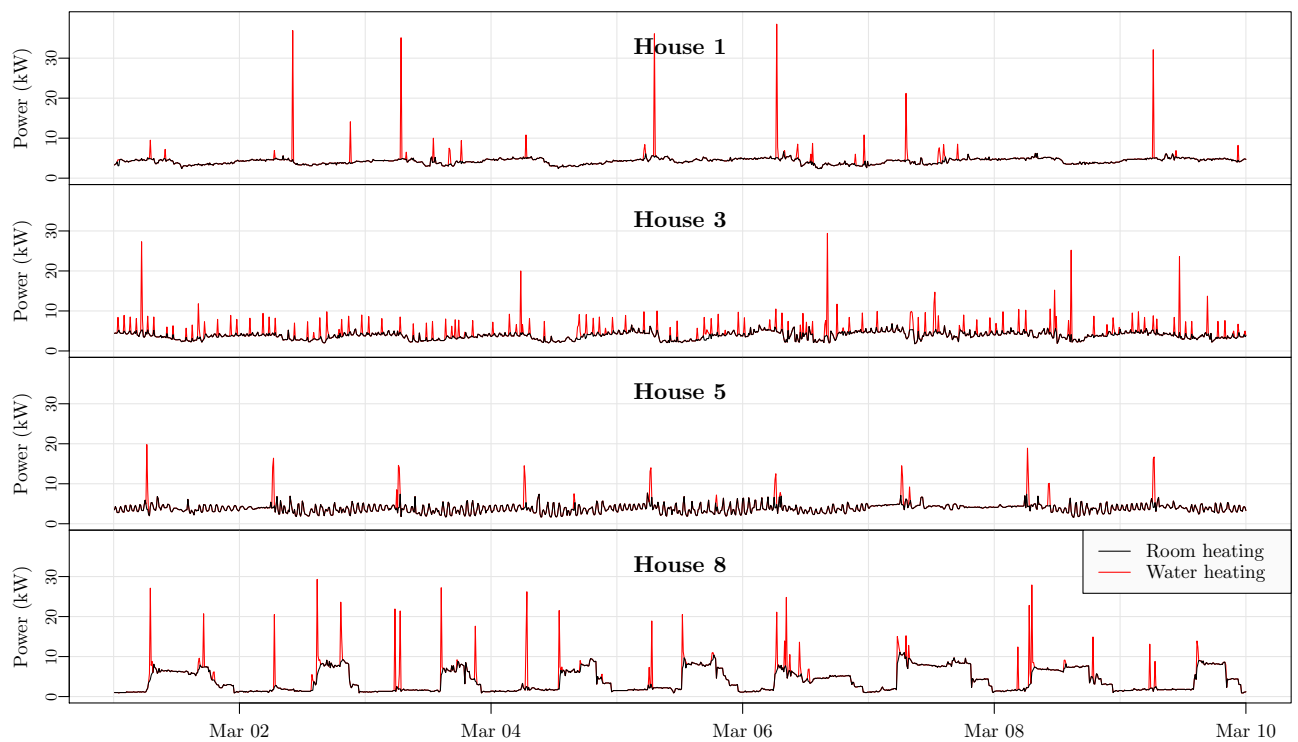 House 1
Power (kW)
30
20
10
0
House 3
Power (kW)
30
20
10
0
House 5
Power (kW)
30
20
10
0
House 8
Power (kW)
30
20
10
0
Room heating
Water heating
Mar 02 Mar 04 Mar 06 Mar 08 Mar 10